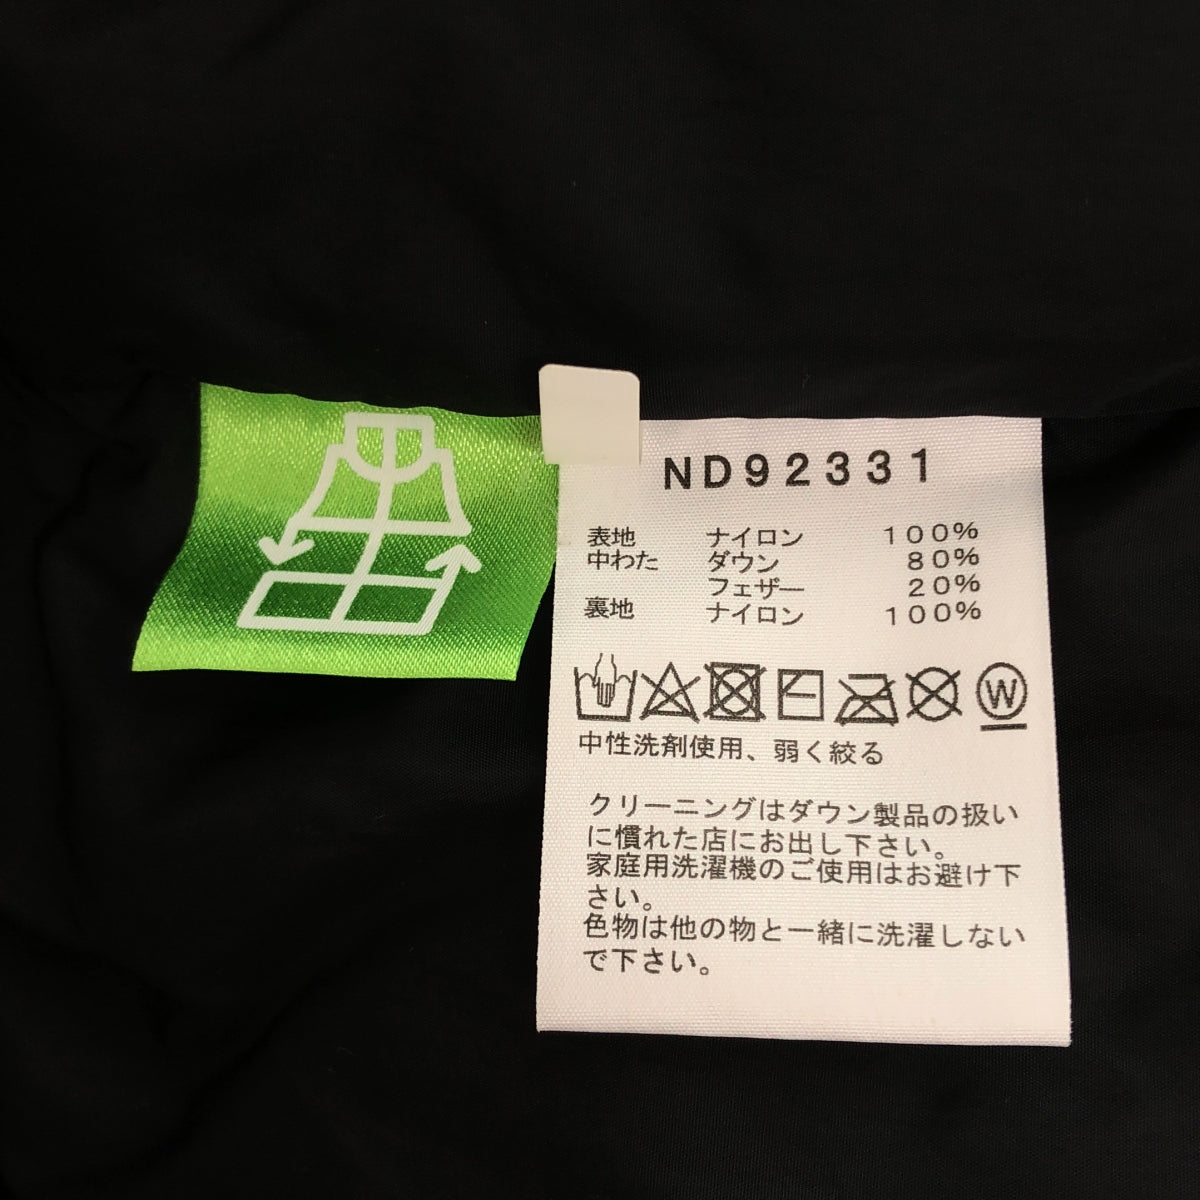 ND92331
表地 ナイロン 100%
中わた ダウン 80%
フェザー 20%
裏地 ナイロン 100%
W
中性洗剤使用、弱く絞る
クリーニングはダウン製品の扱い
に慣れた店にお出し下さい。
家庭用洗濯機のご使用はお避け下
さい。
色物は他の物と一緒に洗濯しない
で下さい。